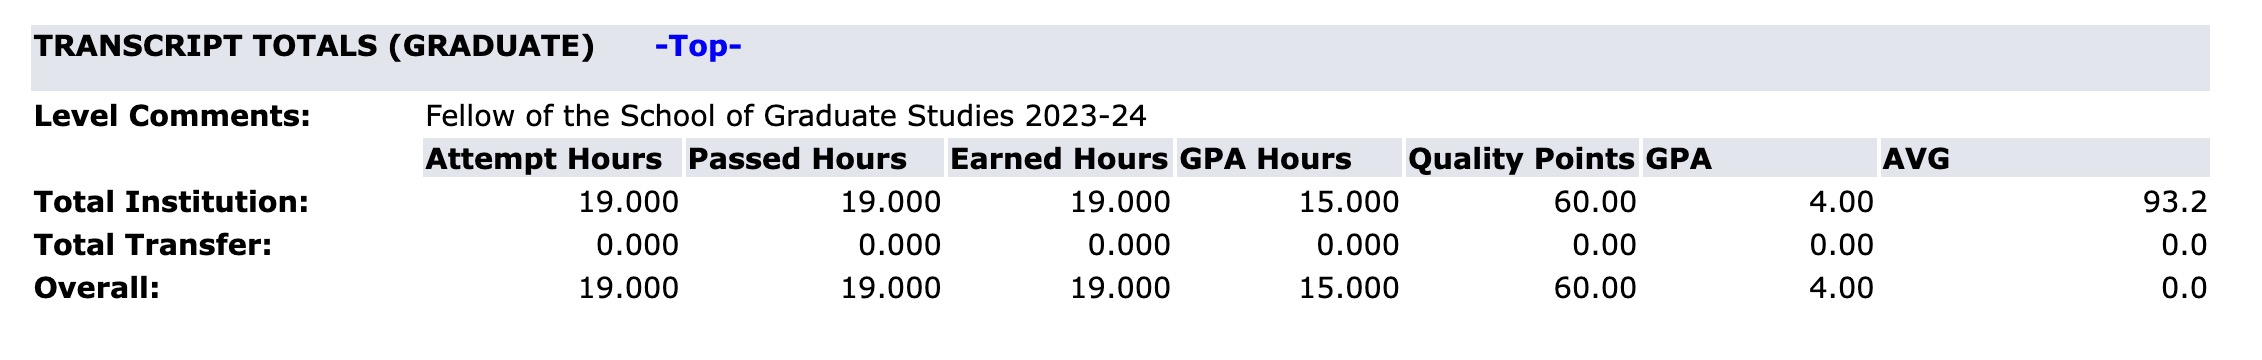 TRANSCRIPT TOTALS (GRADUATE) -Top-
Level Comments: Fellow of the School of Graduate Studies 2023-24
Attempt Hours Passed Hours Earned Hours GPA Hours Quality Points GPA AVG
Total Institution: 19.000 19.000 19.000 15.000 60.00 4.00 93.2
Total Transfer: 0.000 0.000 0.000 0.000 0.00 0.00 0.0
Overall: 19.000 19.000 19.000 15.000 60.00 4.00 0.0